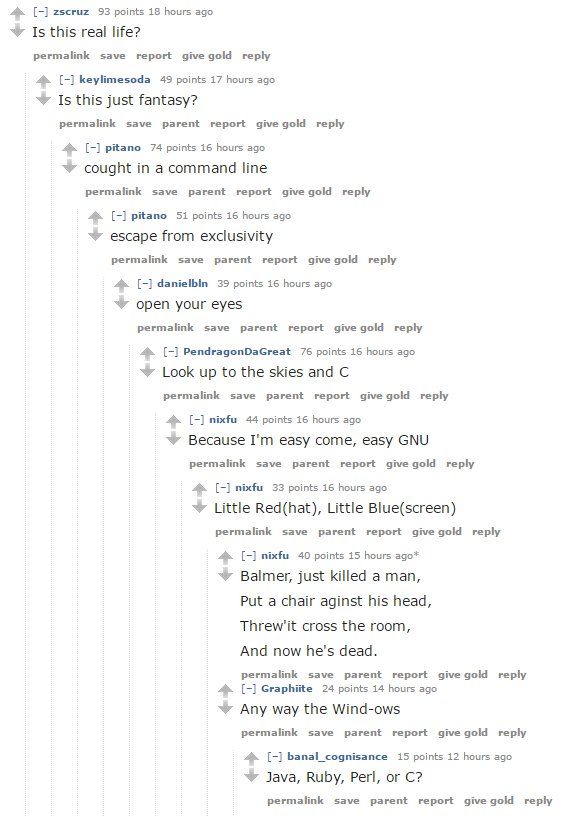 [–] zscruz 93 points 18 hours ago
Is this real life?
permalink save report give gold reply
[–] keylimesoda 49 points 17 hours ago
Is this just fantasy?
permalink save parent report give gold reply
[–] pitano 74 points 16 hours ago
cought in a command line
permalink save parent report give gold reply
[–] pitano 51 points 16 hours ago
escape from exclusivity
permalink save parent report give gold reply
[–] danielbln 39 points 16 hours ago
open your eyes
permalink save parent report give gold reply
[–] PendragonDaGreat 76 points 16 hours ago
Look up to the skies and C
permalink save parent report give gold reply
[–] nixfu 44 points 16 hours ago
Because I'm easy come, easy GNU
permalink save parent report give gold reply
[–] nixfu 33 points 16 hours ago
Little Red(hat), Little Blue(screen)
permalink save parent report give gold reply
[–] nixfu 40 points 15 hours ago*
Balmer, just killed a man,
Put a chair aginst his head,
Threw'it cross the room,
And now he's dead.
permalink save parent report give gold reply
[–] Graphiite 24 points 14 hours ago
Any way the Wind-ows
permalink save parent report give gold reply
[–] banal_cognisance 15 points 12 hours ago
Java, Ruby, Perl, or C?
permalink save parent report give gold reply